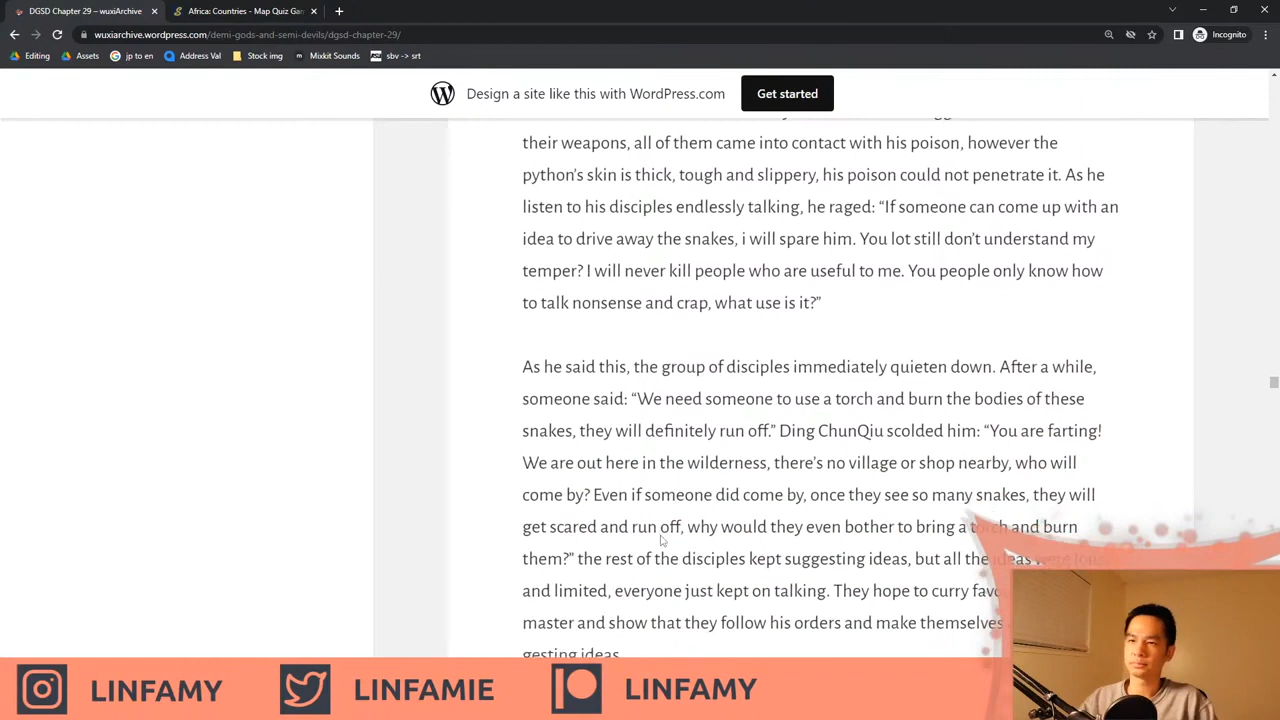 DGSD Chapter 29 – wuxiArchive
Africa: Countries - Map Quiz Gam
wuxiarchive.wordpress.com/demi-gods-and-semi-devils/dgsd-chapter-29/
Incognito
Editing
Assets
jp to en
Address Val
Stock img
Mixkit Sounds
sbv -> srt
Design a site like this with WordPress.com
Get started
their weapons, all of them came into contact with his poison, however the
python’s skin is thick, tough and slippery, his poison could not penetrate it. As he
listen to his disciples endlessly talking, he raged: “If someone can come up with an
idea to drive away the snakes, i will spare him. You lot still don’t understand my
temper? I will never kill people who are useful to me. You people only know how
to talk nonsense and crap, what use is it?”
As he said this, the group of disciples immediately quieten down. After a while,
someone said: “We need someone to use a torch and burn the bodies of these
snakes, they will definitely run off.” Ding ChunQiu scolded him: “You are farting!
We are out here in the wilderness, there’s no village or shop nearby, who will
come by? Even if someone did come by, once they see so many snakes, they will
get scared and run off, why would they even bother to bring a torch and burn
them?” the rest of the disciples kept suggesting ideas, but all the ideas were
and limited, everyone just kept on talking. They hope to curry
master and show that they follow his orders and make themselves
gesting ideas.
LINFAMY
LINFAMIE
LINFAMY